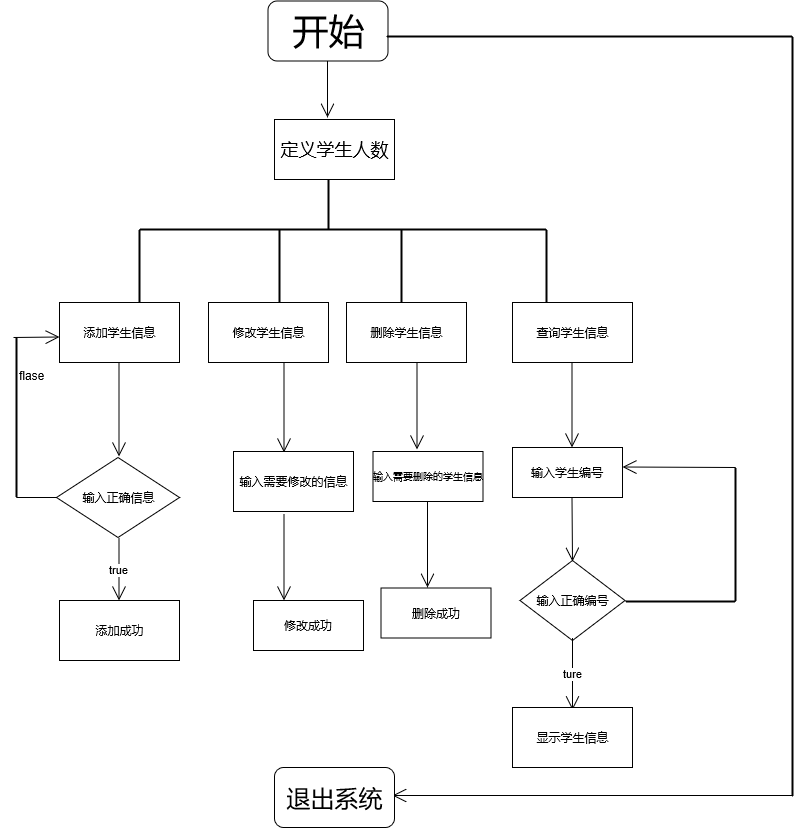 开始
定义学生人数
添加学生信息
修改学生信息
删除学生信息
查询学生信息
flase
输入正确信息
输入需要修改的信息
输入需要删除的学生信息
输入学生编号
true
输入正确编号
添加成功
修改成功
删除成功
ture
显示学生信息
退出系统